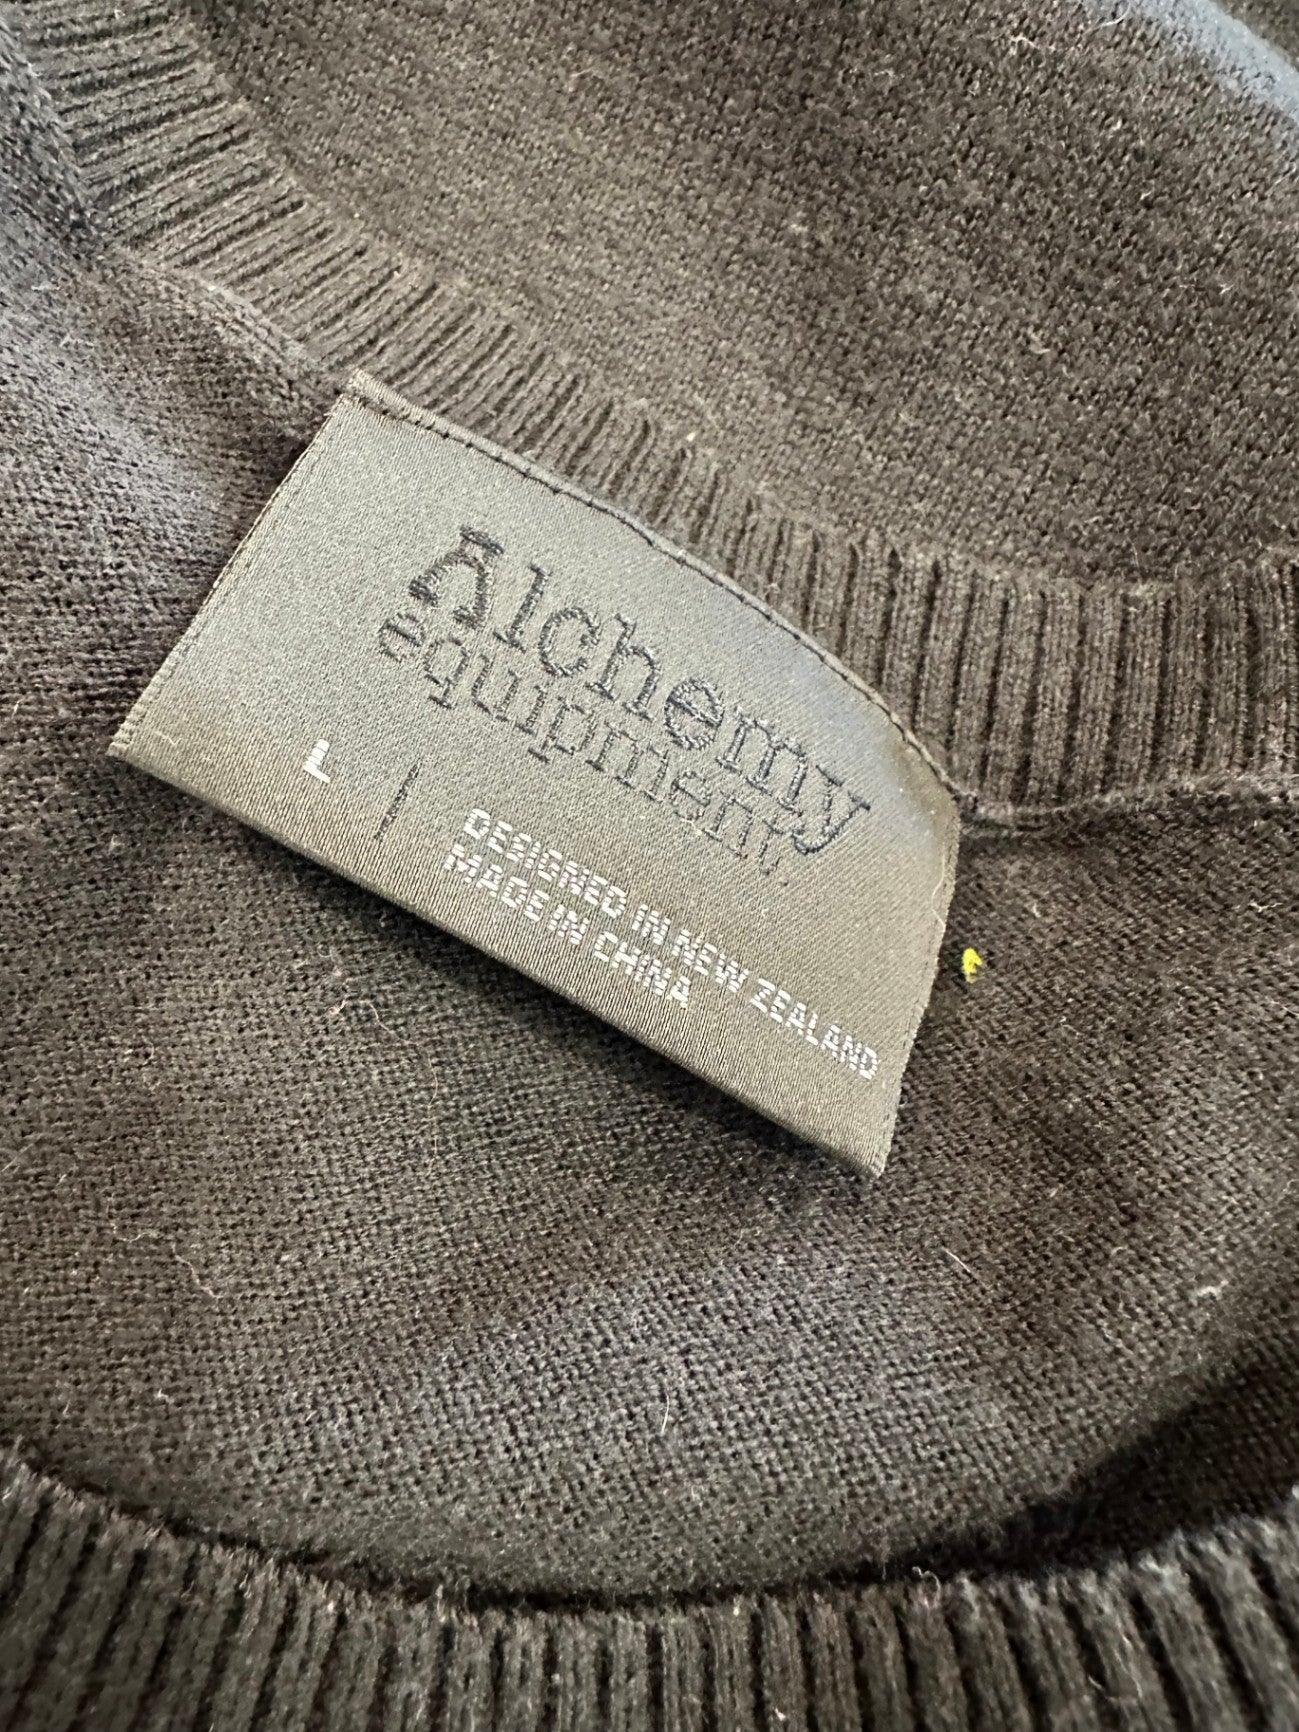 Alchemy
equipment
L
DESIGNED IN NEW ZEALAND
MADE IN CHINA